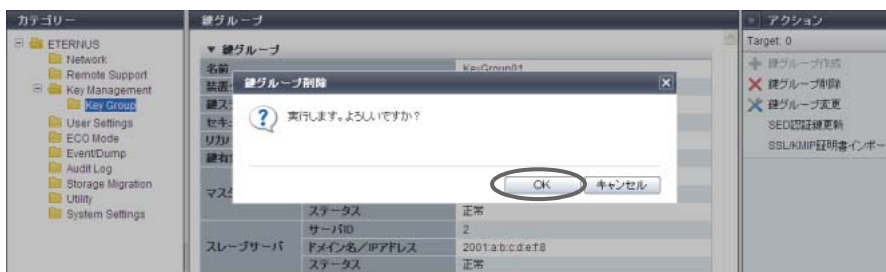 カテゴリー
ETERNUS
Network
Remote Support
Key Management
Key Group
User Settings
ECO Mode
Event/Dump
Audit Log
Storage Migration
Utility
System Settings
鍵グループ
▼ 鍵グループ
名前 KeyGroup01
鍵グループ削除
実行します。よろしいですか?
OK キャンセル
ステータス 正常
サーバID 2
スレーブサーバ ドメイン名/IPアドレス 2001:a:b:c:d:e:f:8
ステータス 正常
アクション
Target: 0
鍵グループ作成
鍵グループ削除
鍵グループ変更
SED認証鍵更新
SSL/KMIP証明書インポー